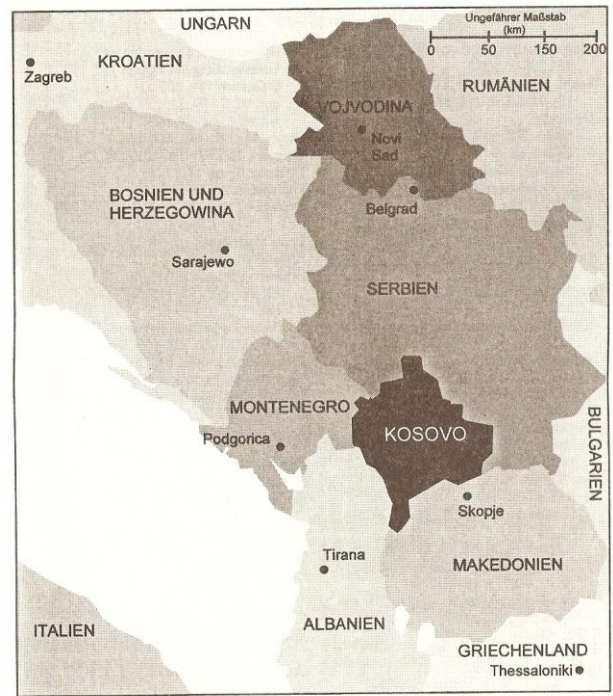 UNGARN
Ungefährer Maßstab
(km)
0 50 150 200
KROATIEN
Zagreb
RUMÄNIEN
VOJVODINA
Novi
Sad
BOSNIEN UND
HERZEGOWINA
Belgrad
Sarajewo
SERBIEN
MONTENEGRO
KOSOVO
Podgorica
BULGARIEN
Skopje
Tirana
MAKEDONIEN
ALBANIEN
ITALIEN
GRIECHENLAND
Thessaloniki